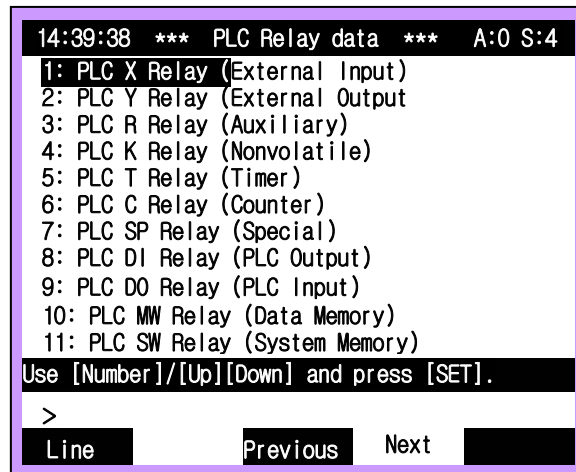 14:39:38 *** PLC Relay data *** A:0 S:4
1: PLC X Relay (External Input)
2: PLC Y Relay (External Output
3: PLC R Relay (Auxiliary)
4: PLC K Relay (Nonvolatile)
5: PLC T Relay (Timer)
6: PLC C Relay (Counter)
7: PLC SP Relay (Special)
8: PLC DI Relay (PLC Output)
9: PLC DO Relay (PLC Input)
10: PLC MW Relay (Data Memory)
11: PLC SW Relay (System Memory)
Use [Number]/[Up][Down] and press [SET].
>
Line Previous Next